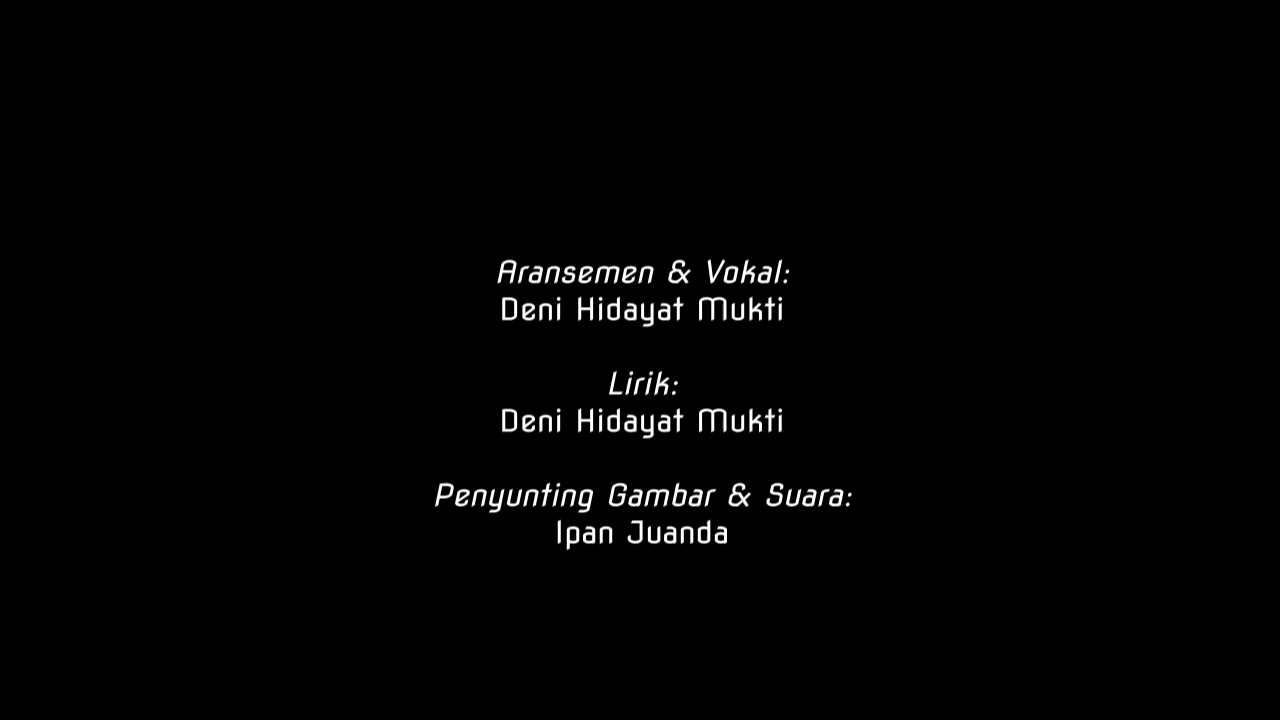 Aransemen & Vokal:
Deni Hidayat Mukti
Lirik:
Deni Hidayat Mukti
Penyunting Gambar & Suara:
Ipan Juanda